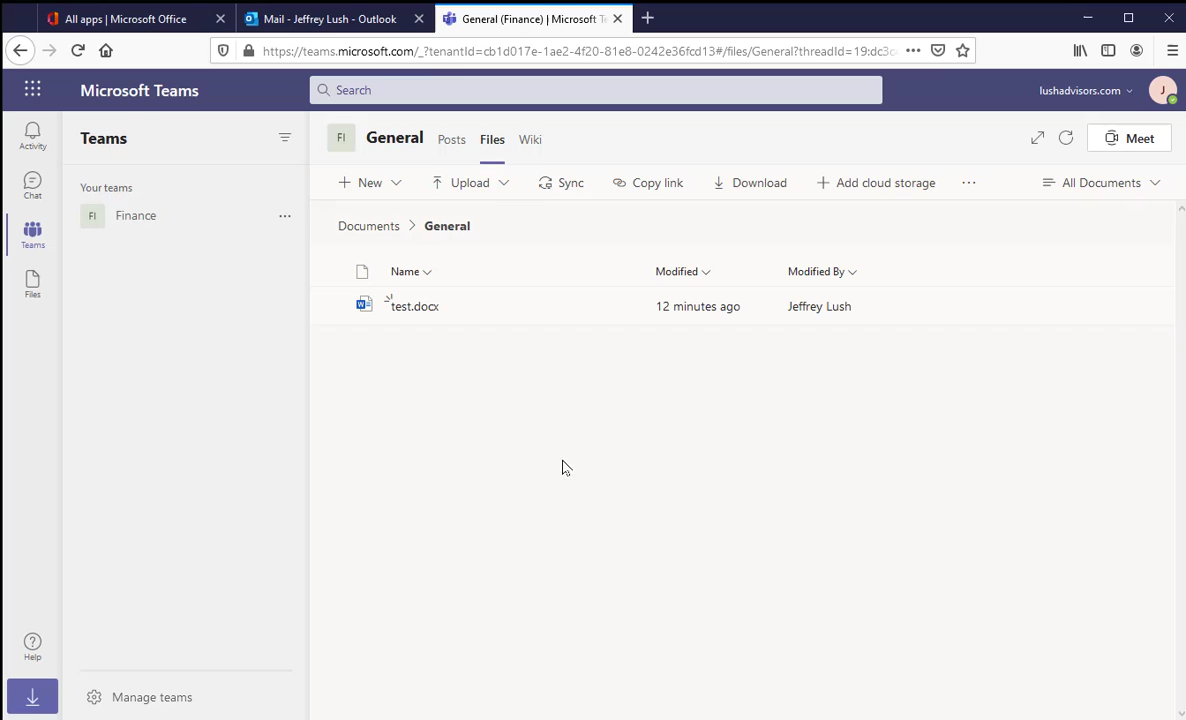 All apps | Microsoft Office
Mail - Jeffrey Lush - Outlook
General (Finance) | Microsoft Te
https://teams.microsoft.com/_?tenantId=cb1d017e-1ae2-4f20-81e8-0242e36fcd13#/files/General?threadId=19:dc3c
Microsoft Teams
Search
lushadvisors.com
J
Activity
Chat
Teams
Files
Help
Teams
Your teams
FI Finance
Manage teams
FI General Posts Files Wiki
Meet
New Upload Sync Copy link Download Add cloud storage All Documents
Documents > General
Name Modified Modified By
test.docx 12 minutes ago Jeffrey Lush